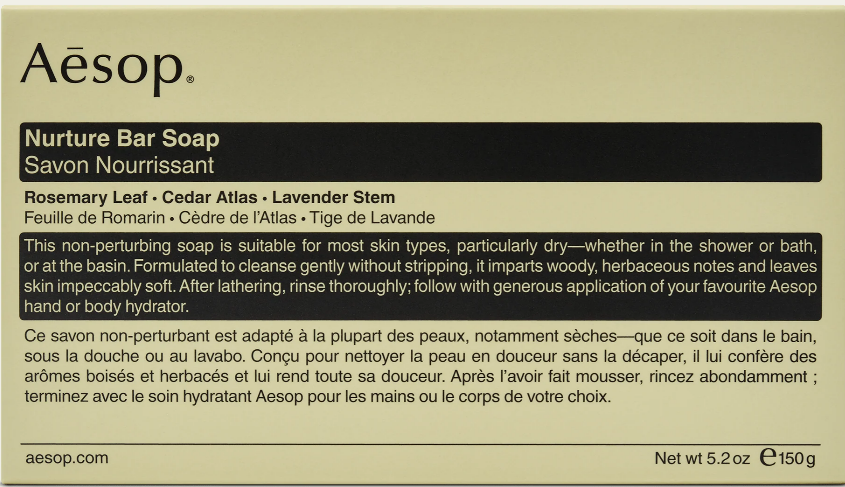 Aēsop®
Nurture Bar Soap
Savon Nourrissant
Rosemary Leaf • Cedar Atlas • Lavender Stem
Feuille de Romarin • Cèdre de l'Atlas • Tige de Lavande
This non-perturbing soap is suitable for most skin types, particularly dry—whether in the shower or bath,
or at the basin. Formulated to cleanse gently without stripping, it imparts woody, herbaceous notes and leaves
skin impeccably soft. After lathering, rinse thoroughly; follow with generous application of your favourite Aesop
hand or body hydrator.
Ce savon non-perturbant est adapté à la plupart des peaux, notamment sèches—que ce soit dans le bain,
sous la douche ou au lavabo. Conçu pour nettoyer la peau en douceur sans la décaper, il lui confère des
arômes boisés et herbacés et lui rend toute sa douceur. Après l'avoir fait mousser, rincez abondamment ;
terminez avec le soin hydratant Aesop pour les mains ou le corps de votre choix.
aesop.com
Net wt 5.2 oz ℮150 g